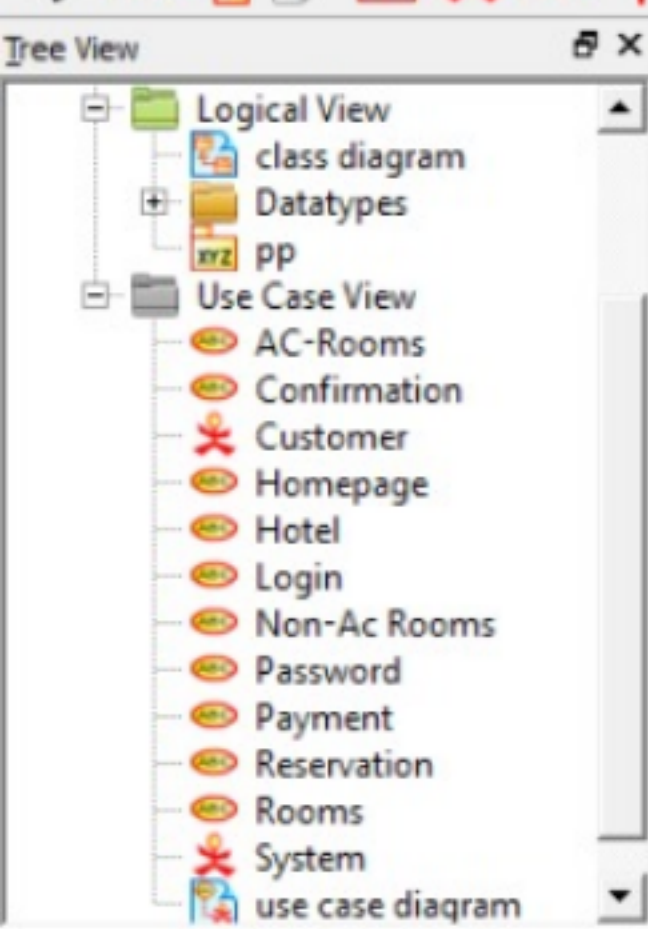 Tree View
Logical View
class diagram
Datatypes
XYZ pp
Use Case View
AC-Rooms
Confirmation
Customer
Homepage
Hotel
Login
Non-Ac Rooms
Password
Payment
Reservation
Rooms
System
use case diagram